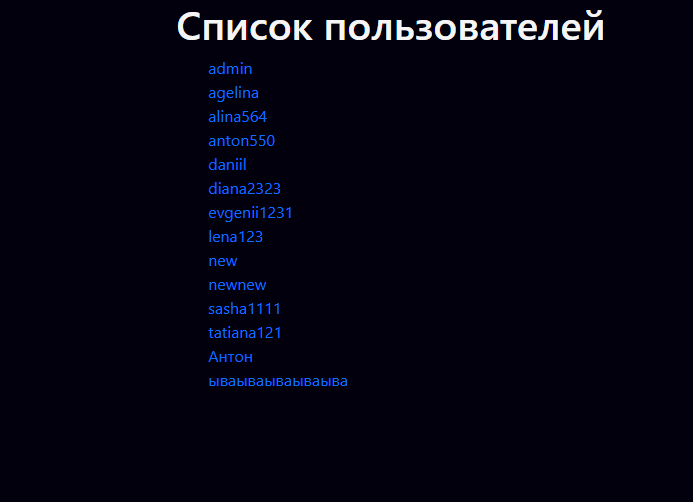 Список пользователей
admin
agelina
alina564
anton550
daniil
diana2323
evgenii1231
lena123
new
newnew
sasha1111
tatiana121
Антон
ываываываываыва